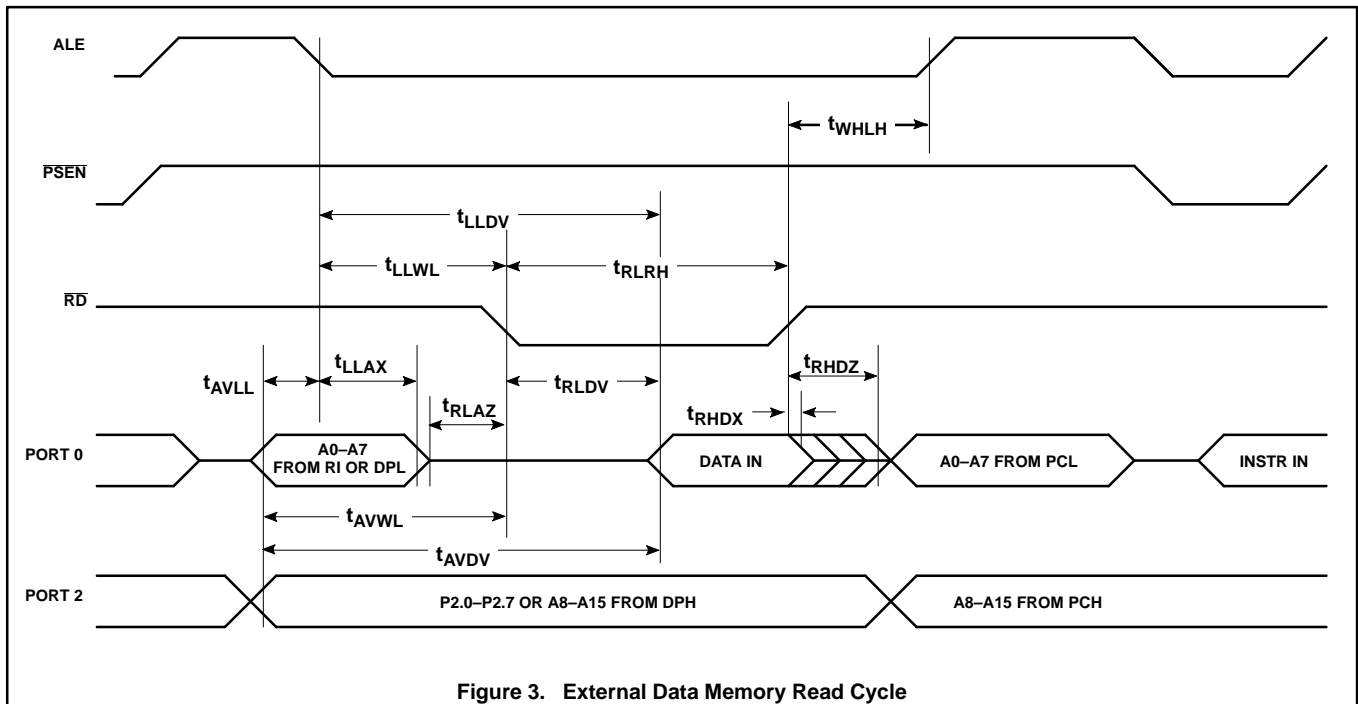 ALE
tWHLH
PSEN
tLLDV
tLLWL
tRLRH
RD
tLLAX
tRHDZ
tAVLL
tRLDV
tRLAZ
tRHDX
PORT 0
A0–A7
FROM RI OR DPL
DATA IN
A0–A7 FROM PCL
INSTR IN
tAVWL
tAVDV
PORT 2
P2.0–P2.7 OR A8–A15 FROM DPH
A8–A15 FROM PCH
Figure 3. External Data Memory Read Cycle